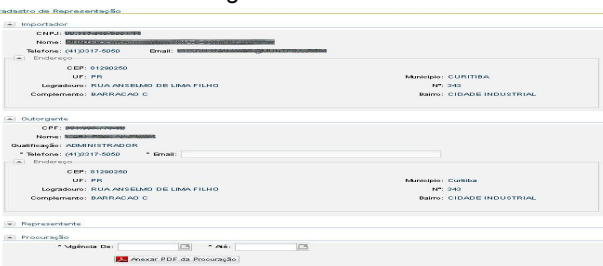 Cadastro de Representação
Importador
CNPJ:
Nome:
Telefone: (41)3317-5050 Email:
Endereço
CEP: 81290250
UF: PR Município: CURITIBA
Logradouro: RUA ANSELMO DE LIMA FILHO Nº: 343
Complemento: BARRACAO C Bairro: CIDADE INDUSTRIAL
Outorgante
CPF:
Nome:
Qualificação: ADMINISTRADOR
* Telefone: (41)3317-5050 * Email:
Endereço
CEP: 81290250
UF: PR Município: Curitiba
Logradouro: RUA ANSELMO DE LIMA FILHO Nº: 343
Complemento: BARRACAO C Bairro: CIDADE INDUSTRIAL
Representante
Procuração
* Vigência De: * Até:
Anexar PDF da Procuração